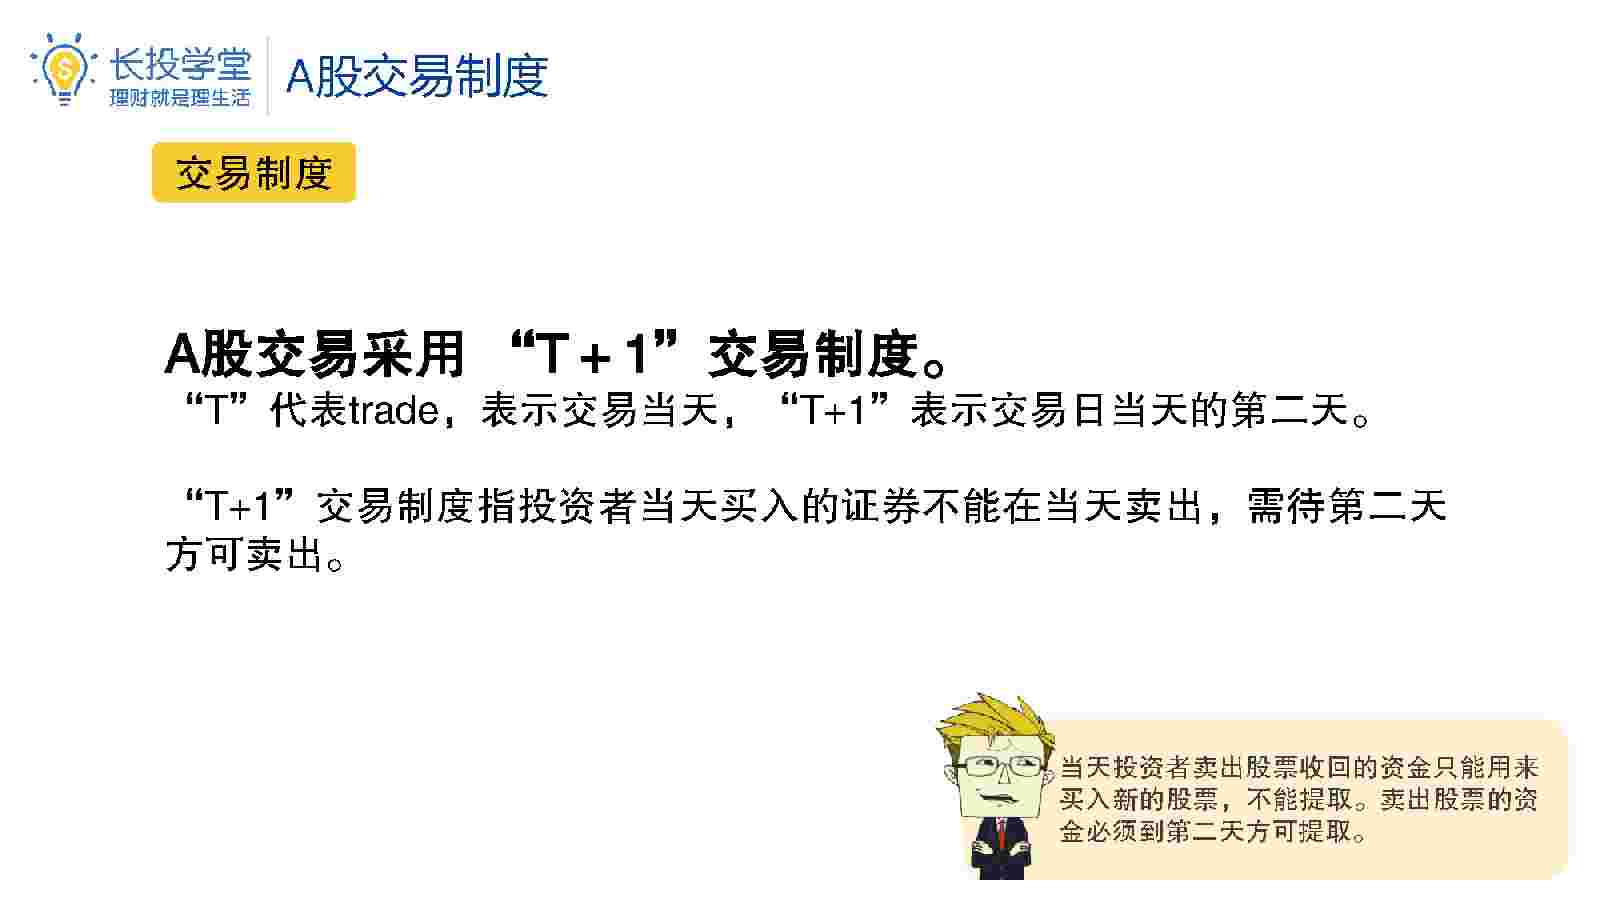 长投学堂
理财就是理生活
A股交易制度
交易制度
A股交易采用 “T + 1”交易制度。
“T”代表trade，表示交易当天， “T+1”表示交易日当天的第二天。
“T+1”交易制度指投资者当天买入的证券不能在当天卖出，需待第二天
方可卖出。
当天投资者卖出股票收回的资金只能用来
买入新的股票，不能提取。卖出股票的资
金必须到第二天方可提取。